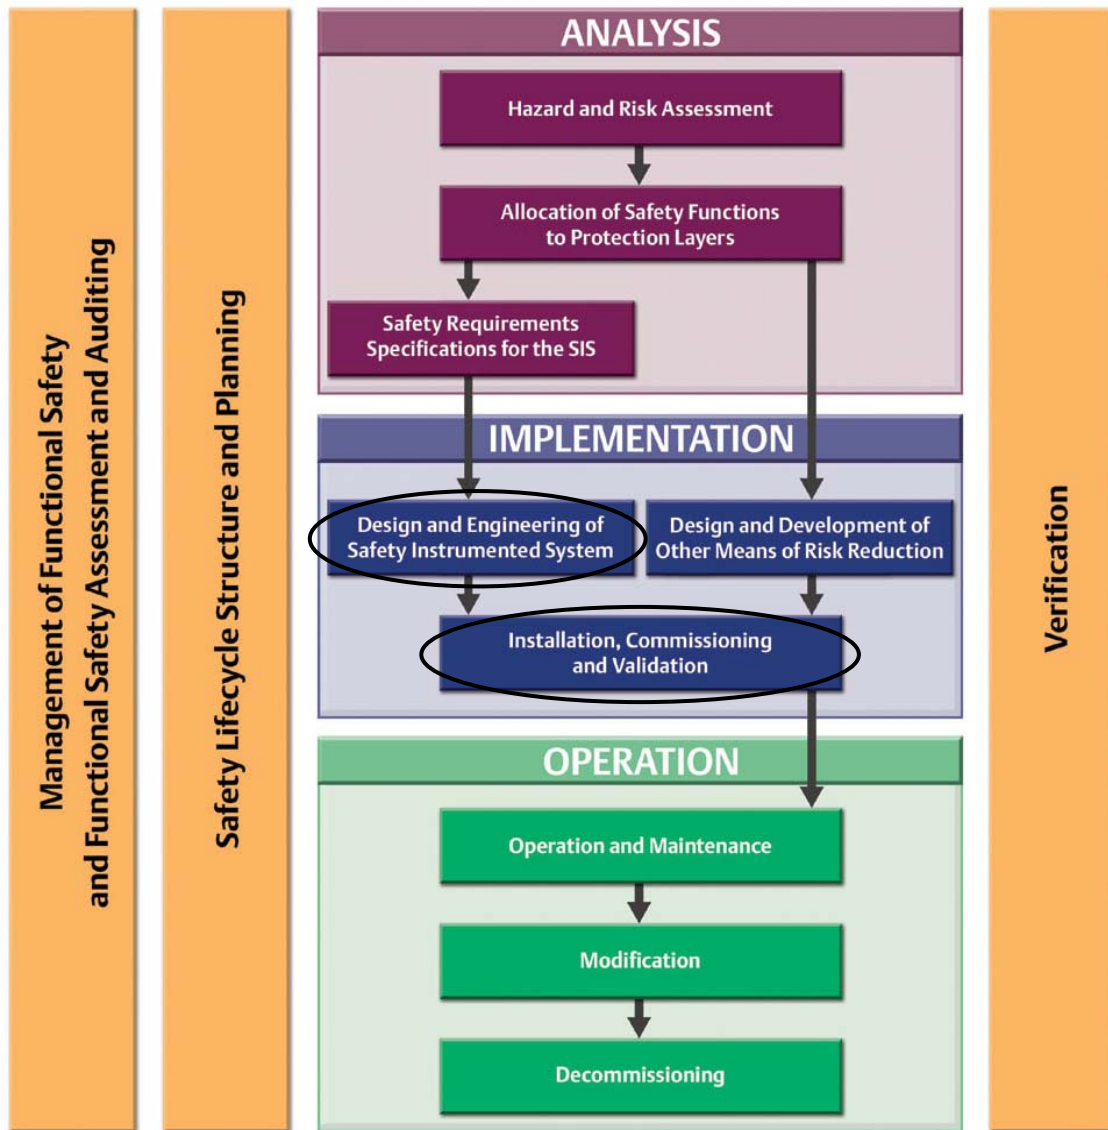 Management of Functional Safety
and Functional Safety Assessment and Auditing
Safety Lifecycle Structure and Planning
ANALYSIS
Hazard and Risk Assessment
Allocation of Safety Functions
to Protection Layers
Safety Requirements
Specifications for the SIS
IMPLEMENTATION
Design and Engineering of
Safety Instrumented System
Design and Development of
Other Means of Risk Reduction
Installation, Commissioning
and Validation
OPERATION
Operation and Maintenance
Modification
Decommissioning
Verification